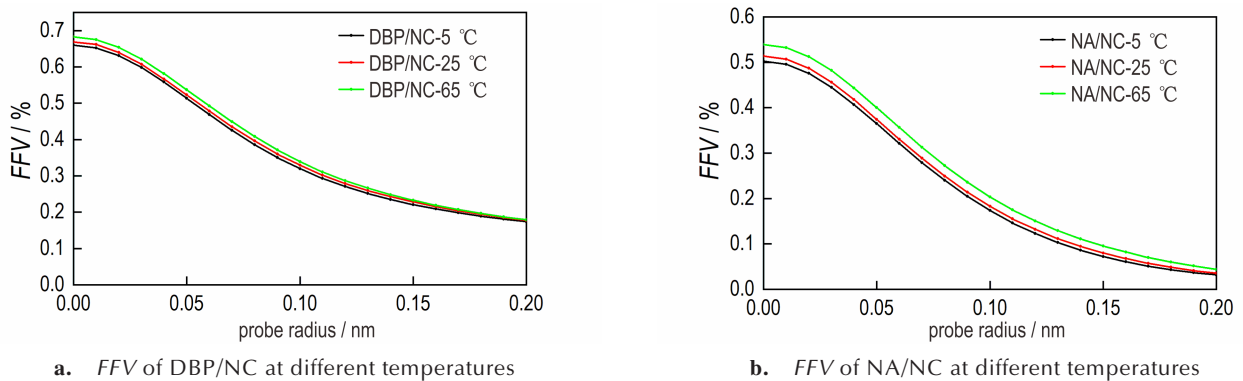 FFV / %
0.7
0.6
0.5
0.4
0.3
0.2
0.1
0.0
0.00 0.05 0.10 0.15 0.20
probe radius / nm
DBP/NC-5 ℃
DBP/NC-25 ℃
DBP/NC-65 ℃
a. FFV of DBP/NC at different temperatures
FFV / %
0.6
0.5
0.4
0.3
0.2
0.1
0.0
0.00 0.05 0.10 0.15 0.20
probe radius / nm
NA/NC-5 ℃
NA/NC-25 ℃
NA/NC-65 ℃
b. FFV of NA/NC at different temperatures